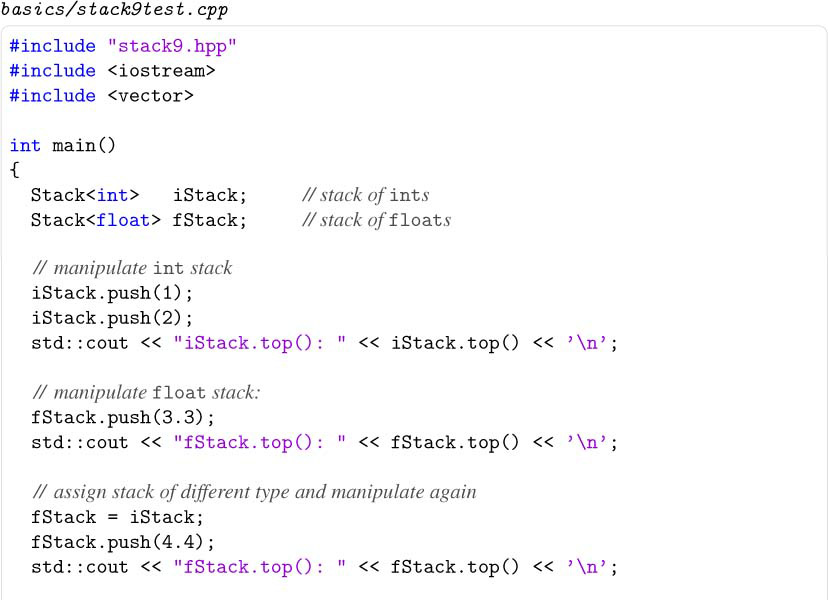 basics/stack9test.cpp
#include "stack9.hpp"
#include <iostream>
#include <vector>
int main()
{
  Stack<int>   iStack;     // stack of ints
  Stack<float> fStack;     // stack of floats
  // manipulate int stack
  iStack.push(1);
  iStack.push(2);
  std::cout << "iStack.top(): " << iStack.top() << '\n';
  // manipulate float stack:
  fStack.push(3.3);
  std::cout << "fStack.top(): " << fStack.top() << '\n';
  // assign stack of different type and manipulate again
  fStack = iStack;
  fStack.push(4.4);
  std::cout << "fStack.top(): " << fStack.top() << '\n';